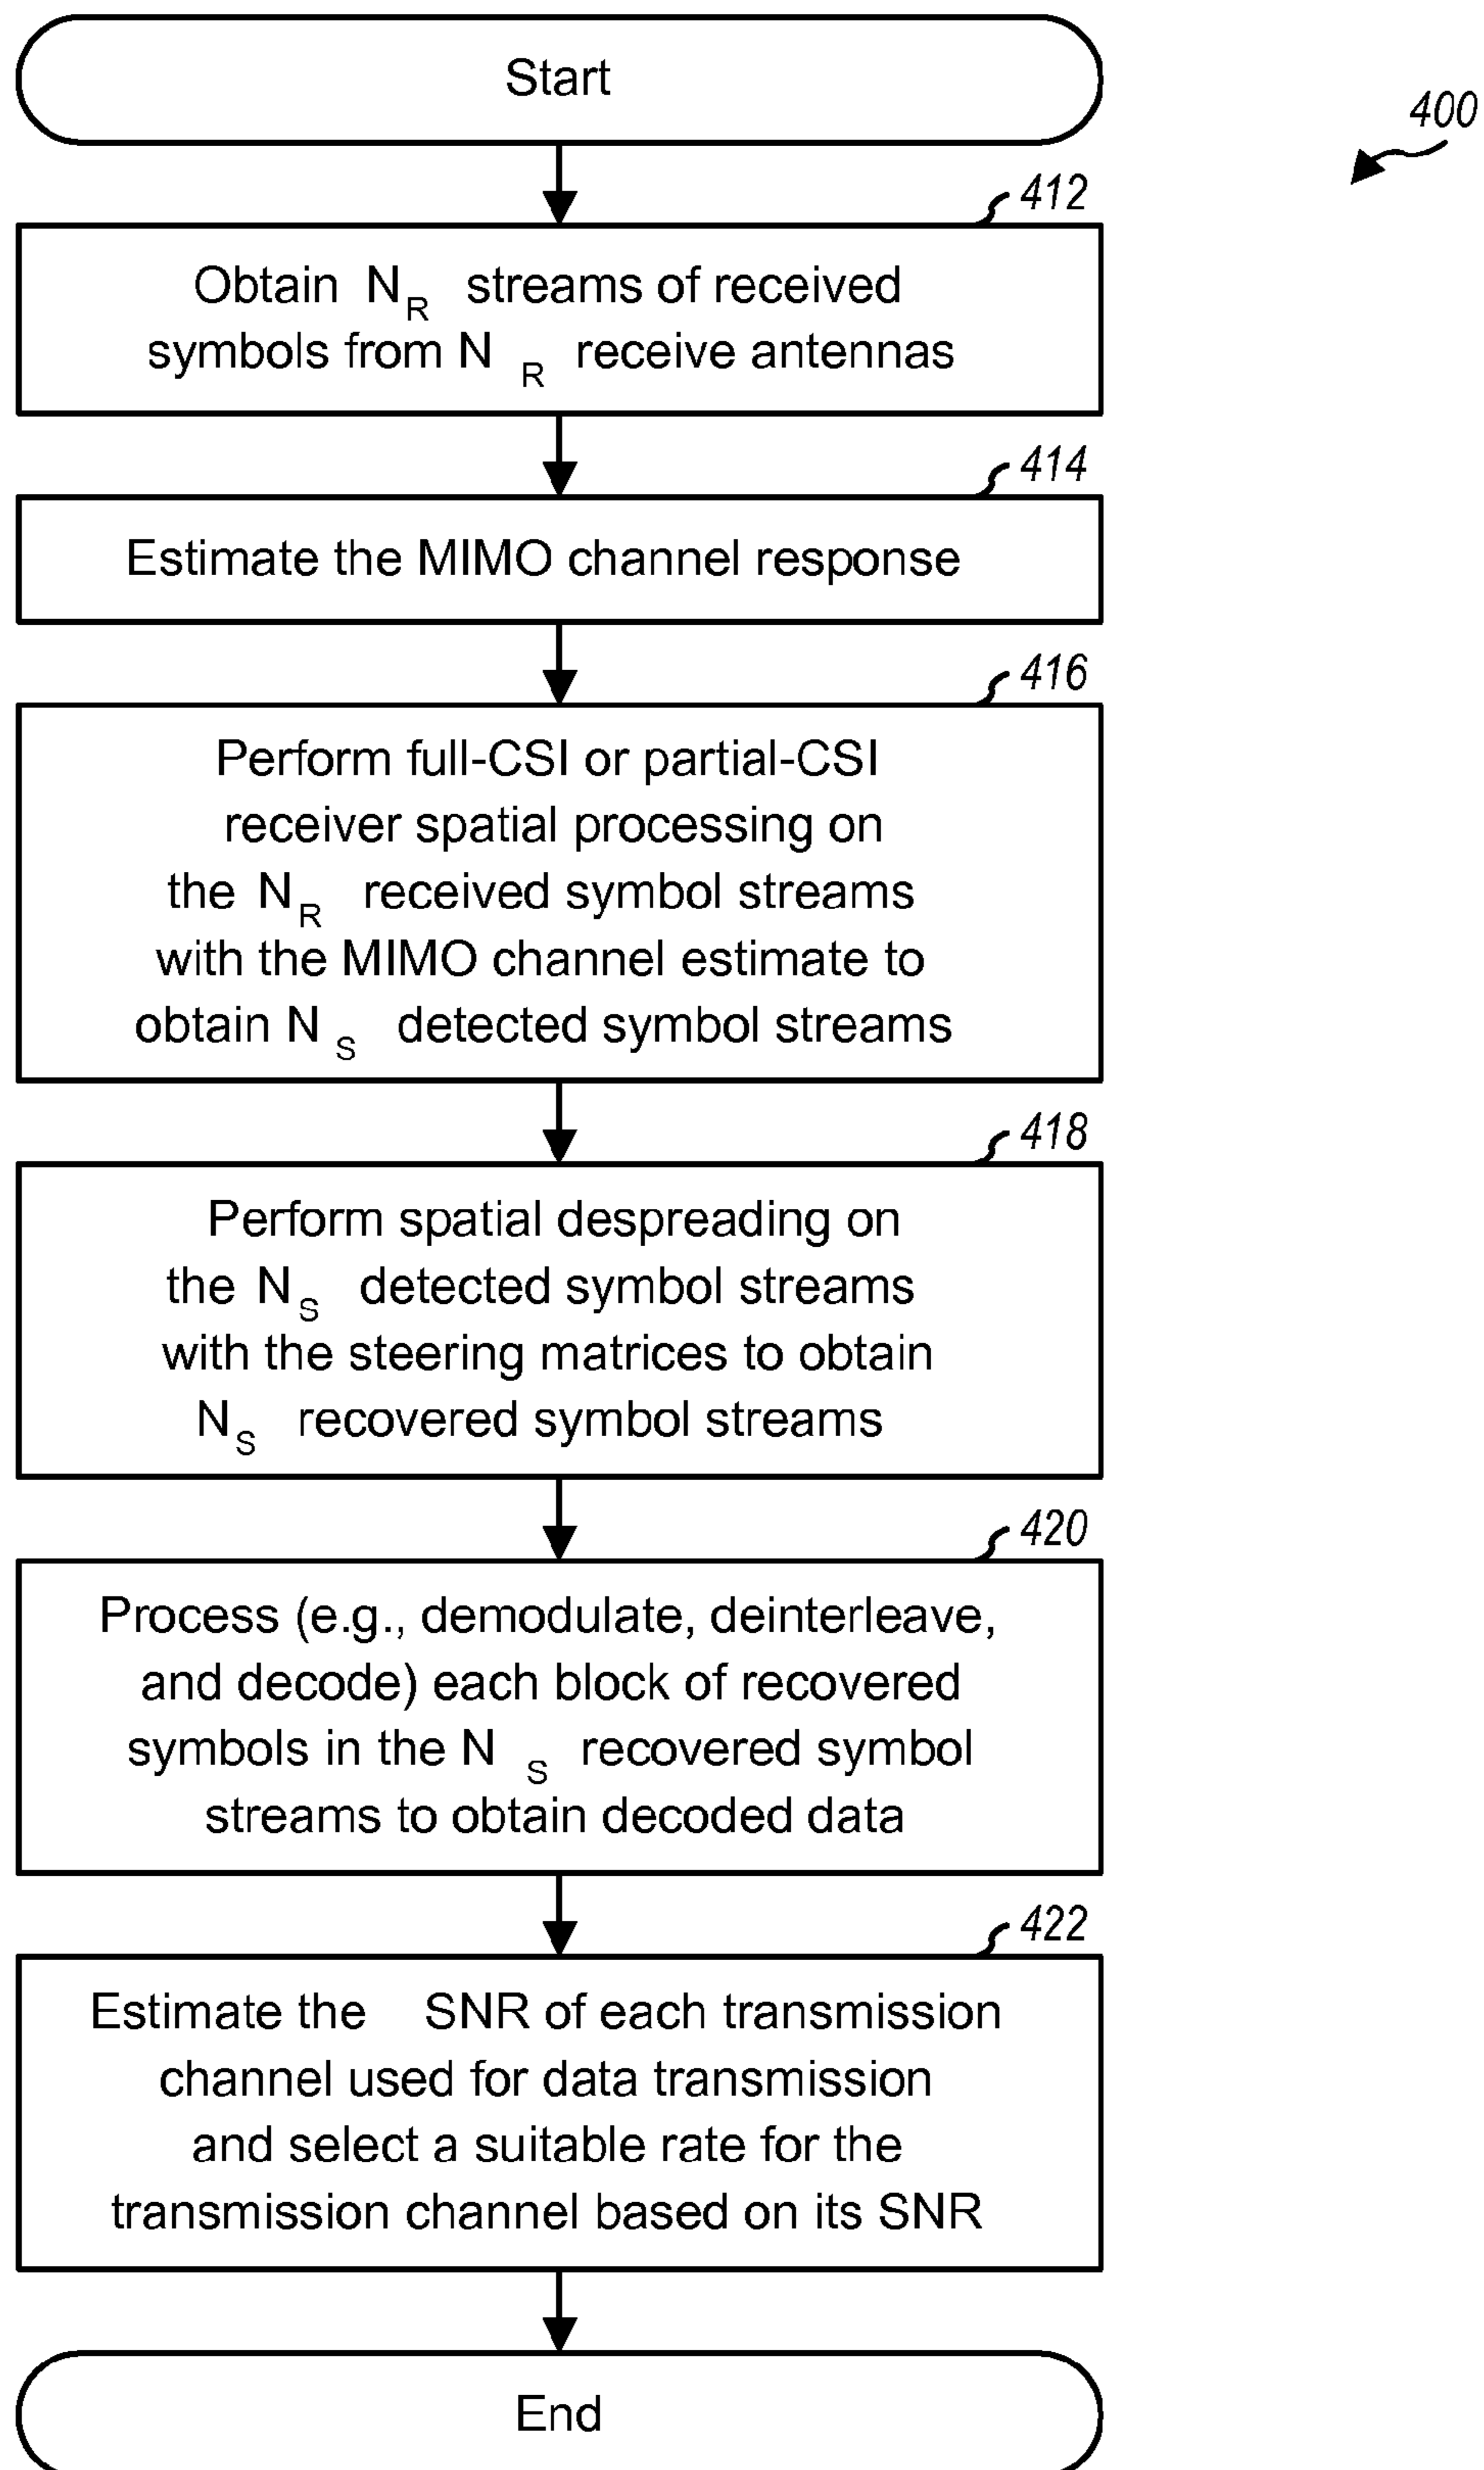 Start
400
412
Obtain N_R streams of received
symbols from N_R receive antennas
414
Estimate the MIMO channel response
416
Perform full-CSI or partial-CSI
receiver spatial processing on
the N_R received symbol streams
with the MIMO channel estimate to
obtain N_S detected symbol streams
418
Perform spatial despreading on
the N_S detected symbol streams
with the steering matrices to obtain
N_S recovered symbol streams
420
Process (e.g., demodulate, deinterleave,
and decode) each block of recovered
symbols in the N_S recovered symbol
streams to obtain decoded data
422
Estimate the SNR of each transmission
channel used for data transmission
and select a suitable rate for the
transmission channel based on its SNR
End